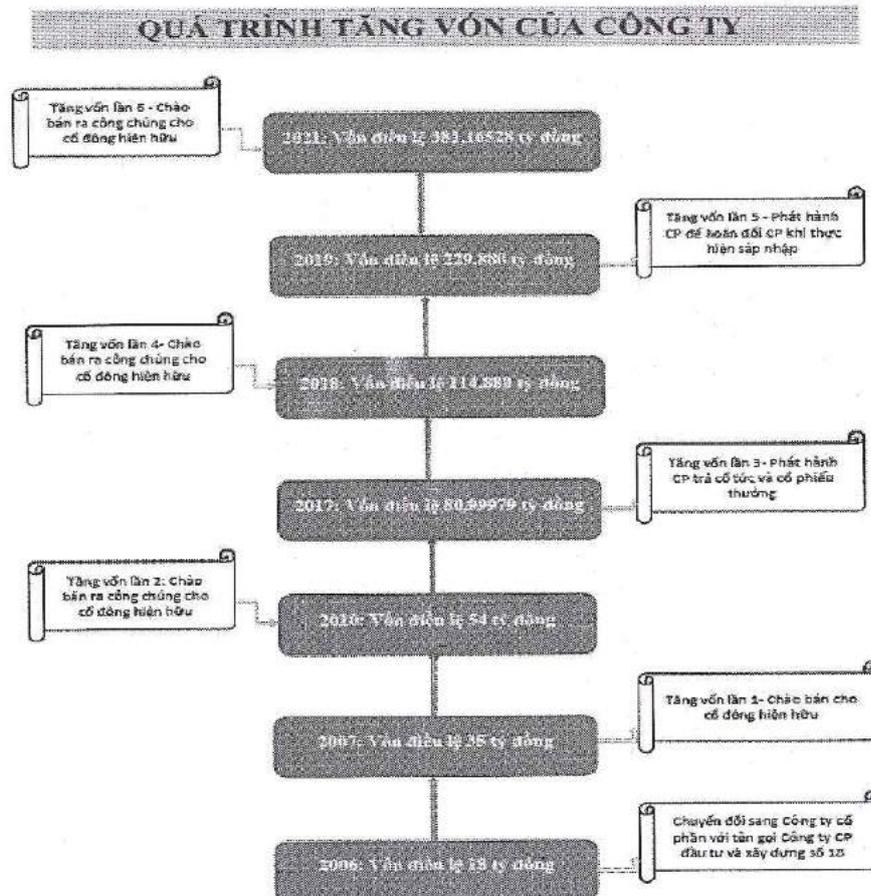 QUÁ TRÌNH TĂNG VỐN CỦA CÔNG TY
Tăng vốn lần 6 - Chào
bán ra công chúng cho
cổ đông hiện hữu
2021: Vốn điều lệ 383,16528 tỷ đồng
Tăng vốn lần 5 - Phát hành
CP để hoán đổi CP khi thực
hiện sáp nhập
2019: Vốn điều lệ 229,880 tỷ đồng
Tăng vốn lần 4- Chào
bán ra công chúng cho
cổ đông hiện hữu
2018: Vốn điều lệ 114,880 tỷ đồng
Tăng vốn lần 3 - Phát hành
CP trả cổ tức và cổ phiếu
thưởng
2017: Vốn điều lệ 80,99979 tỷ đồng
Tăng vốn lần 2: Chào
bán ra công chúng cho
cổ đông hiện hữu
2010: Vốn điều lệ 54 tỷ đồng
Tăng vốn lần 1- Chào bán cho
cổ đông hiện hữu
2007: Vốn điều lệ 35 tỷ đồng
Chuyển đổi sang Công ty cổ
phần với tên gọi Công ty CP
đầu tư và xây dựng số 18
2006: Vốn điều lệ 18 tỷ đồng